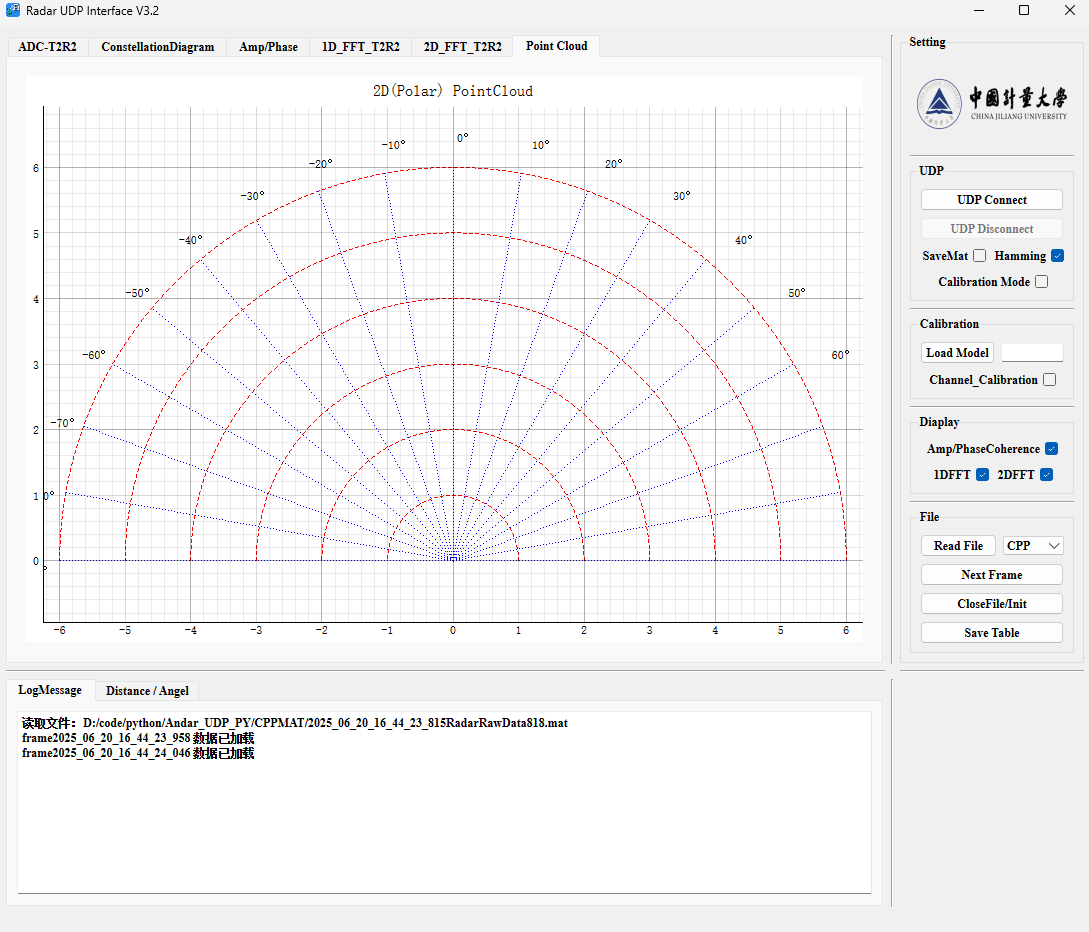 Radar UDP Interface V3.2
ADC-T2R2 ConstellationDiagram Amp/Phase 1D_FFT_T2R2 2D_FFT_T2R2 Point Cloud
2D(Polar) PointCloud
0°
-10° 10°
-20° 20°
-30° 30°
-40° 40°
-50° 50°
-60° 60°
-70°
0°
6
5
4
3
2
1
0
-6 -5 -4 -3 -2 -1 0 1 2 3 4 5 6
Setting
中國計量大學
CHINA JILIANG UNIVERSITY
UDP
UDP Connect
UDP Disconnect
SaveMat Hamming
Calibration Mode
Calibration
Load Model
Channel_Calibration
Diaplay
Amp/PhaseCoherence
1DFFT 2DFFT
File
Read File CPP
Next Frame
CloseFile/Init
Save Table
LogMessage Distance / Angel
读取文件：D:/code/python/Andar_UDP_PY/CPPMAT/2025_06_20_16_44_23_815RadarRawData818.mat
frame2025_06_20_16_44_23_958 数据已加载
frame2025_06_20_16_44_24_046 数据已加载